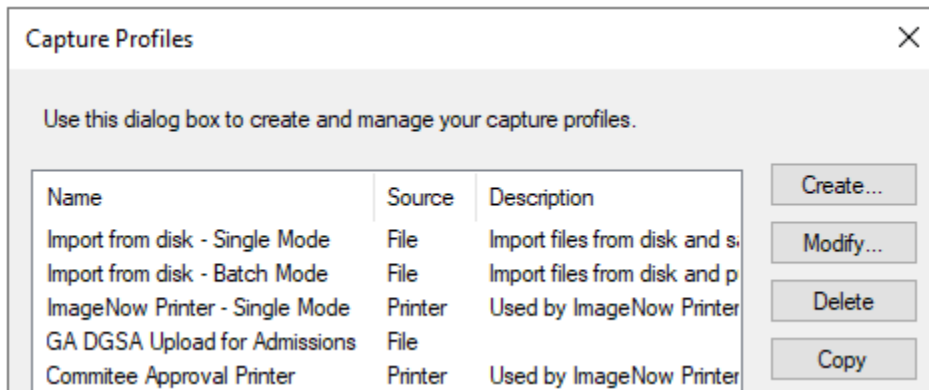 Capture Profiles
Use this dialog box to create and manage your capture profiles.
Name Source Description
Create...
Import from disk - Single Mode File Import files from disk and sa
Modify...
Import from disk - Batch Mode File Import files from disk and p
ImageNow Printer - Single Mode Printer Used by ImageNow Printer
Delete
GA DGSA Upload for Admissions File
Copy
Commitee Approval Printer Printer Used by ImageNow Printer